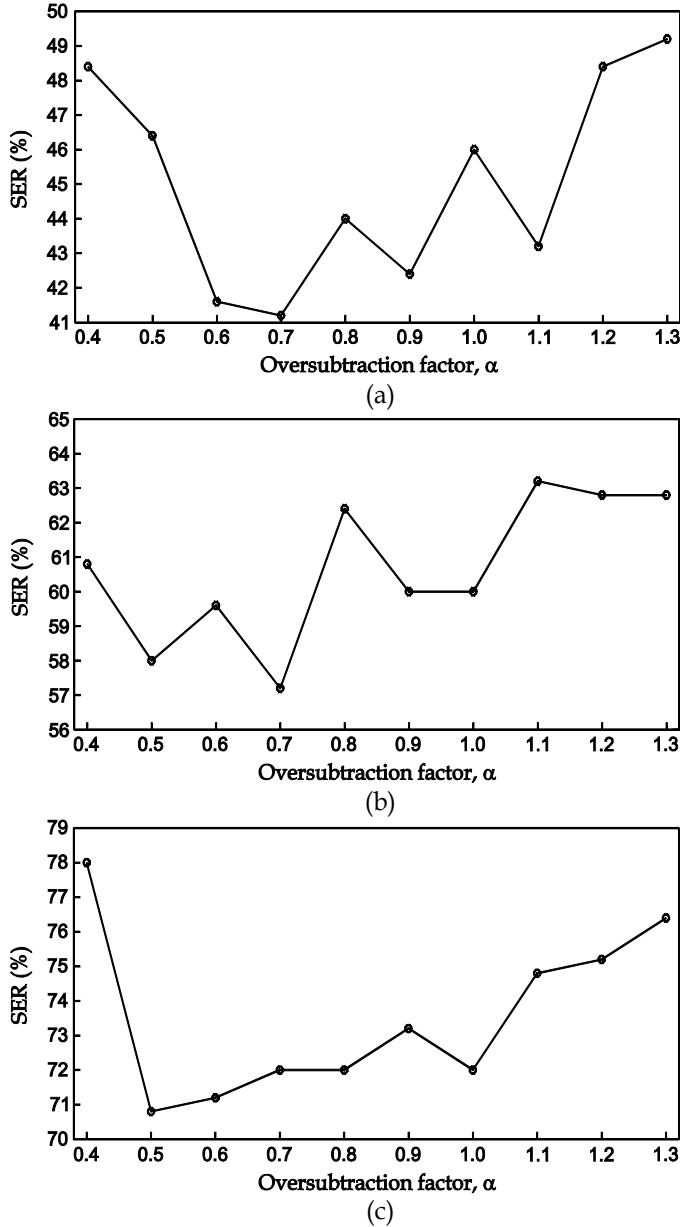 50
49
48
47
46
45
44
43
42
41
SER (%)
0.4 0.5 0.6 0.7 0.8 0.9 1.0 1.1 1.2 1.3
Oversubtraction factor, α
(a)
65
64
63
62
61
60
59
58
57
56
SER (%)
0.4 0.5 0.6 0.7 0.8 0.9 1.0 1.1 1.2 1.3
Oversubtraction factor, α
(b)
79
78
77
76
75
74
73
72
71
70
SER (%)
0.4 0.5 0.6 0.7 0.8 0.9 1.0 1.1 1.2 1.3
Oversubtraction factor, α
(c)